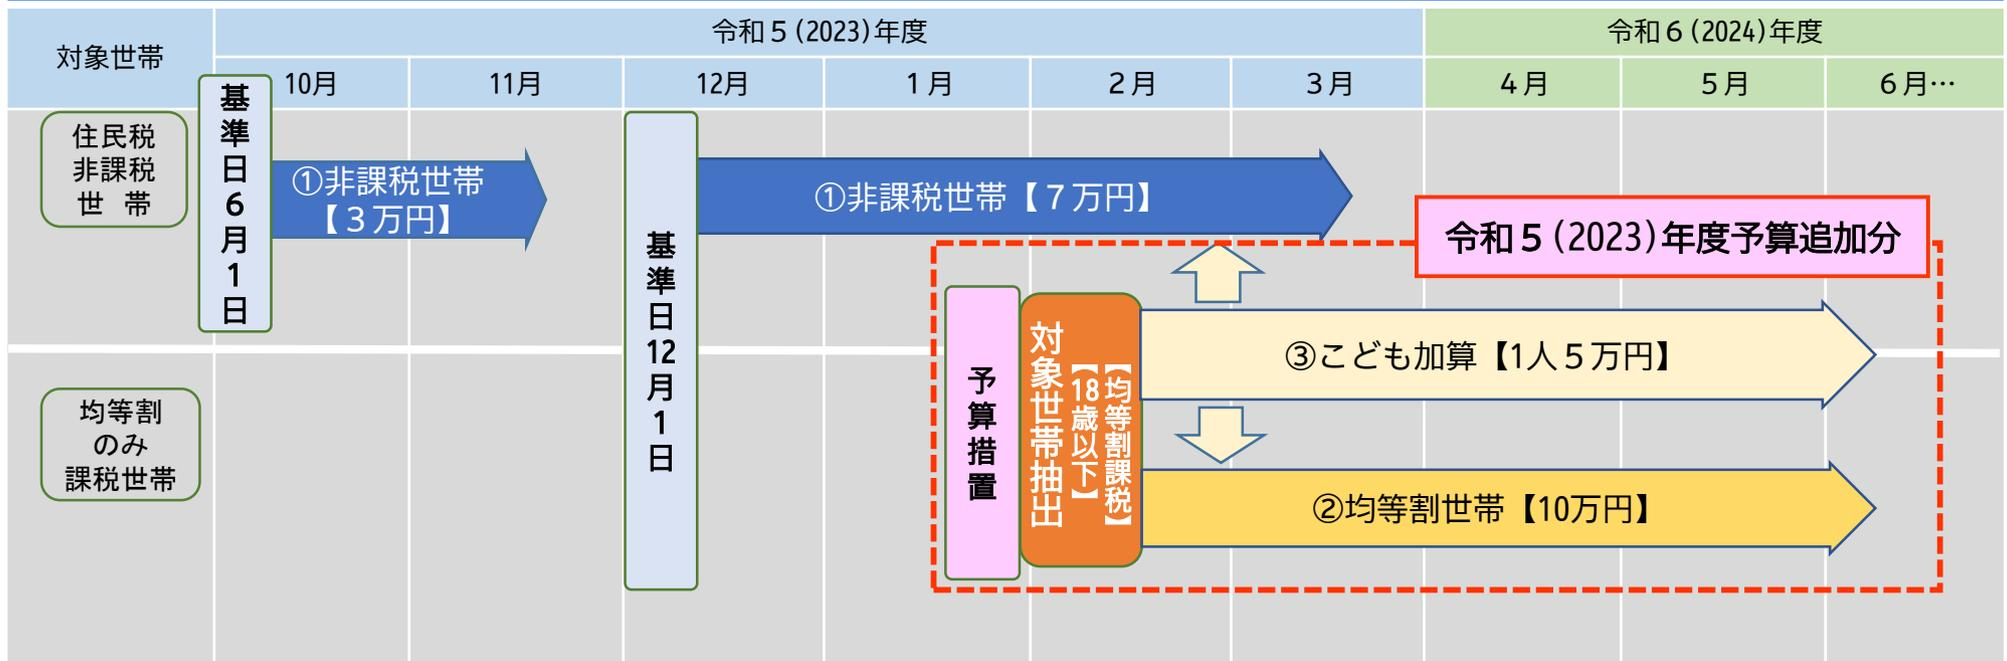 対象世帯
令和５(2023)年度
令和６(2024)年度
10月
11月
12月
１月
２月
３月
４月
５月
６月…
基準日6月1日
住民税
非課税
世 帯
①非課税世帯
【３万円】
基準日12月1日
①非課税世帯【７万円】
令和５(2023)年度予算追加分
予算措置
対象世帯抽出
【18歳以下】
【均等割課税】
③こども加算【1人５万円】
均等割
のみ
課税世帯
②均等割世帯【10万円】